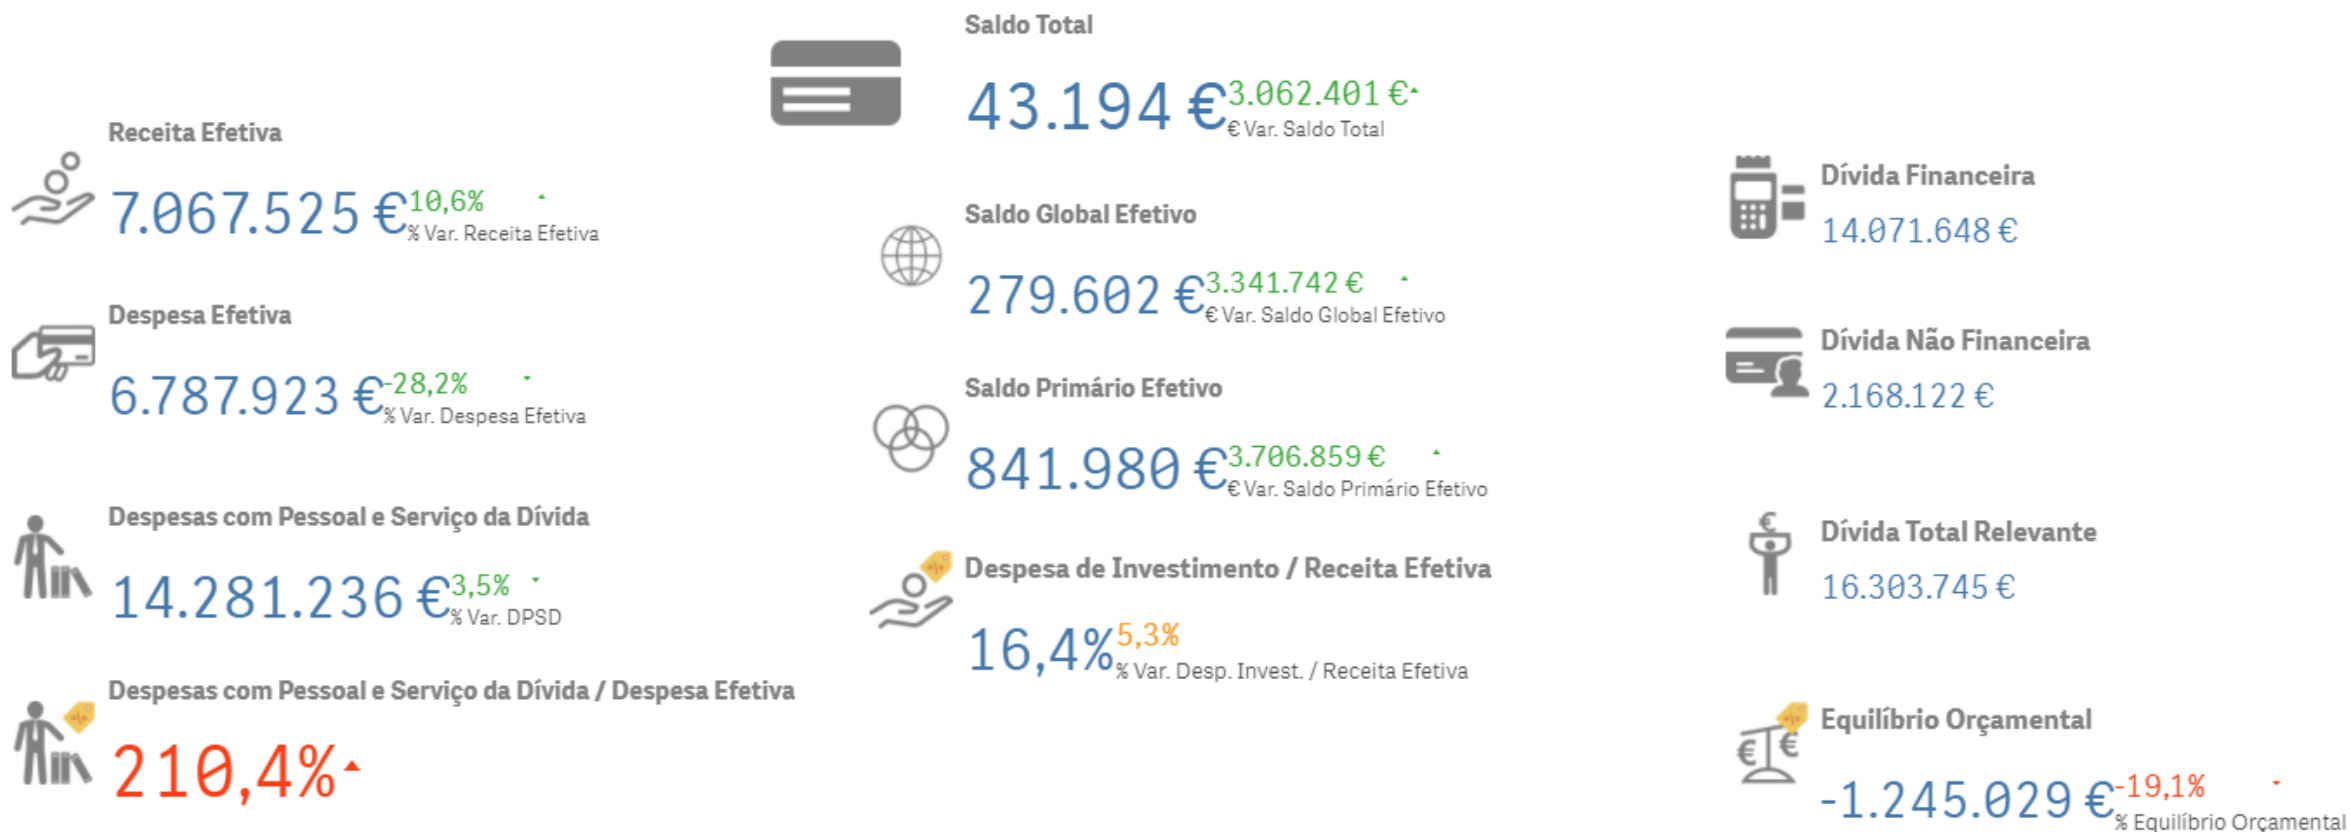 Receita Efetiva
7.067.525 €
10,6%
% Var. Receita Efetiva
Despesa Efetiva
6.787.923 €
-28,2%
% Var. Despesa Efetiva
Despesas com Pessoal e Serviço da Dívida
14.281.236 €
3,5%
% Var. DPSD
Despesas com Pessoal e Serviço da Dívida / Despesa Efetiva
210,4%
Saldo Total
43.194 €
3.062.401 €
€ Var. Saldo Total
Saldo Global Efetivo
279.602 €
3.341.742 €
€ Var. Saldo Global Efetivo
Saldo Primário Efetivo
841.980 €
3.706.859 €
€ Var. Saldo Primário Efetivo
Despesa de Investimento / Receita Efetiva
16,4%
5,3%
% Var. Desp. Invest. / Receita Efetiva
Dívida Financeira
14.071.648 €
Dívida Não Financeira
2.168.122 €
Dívida Total Relevante
16.303.745 €
Equilíbrio Orçamental
-1.245.029 €
-19,1%
% Equilíbrio Orçamental